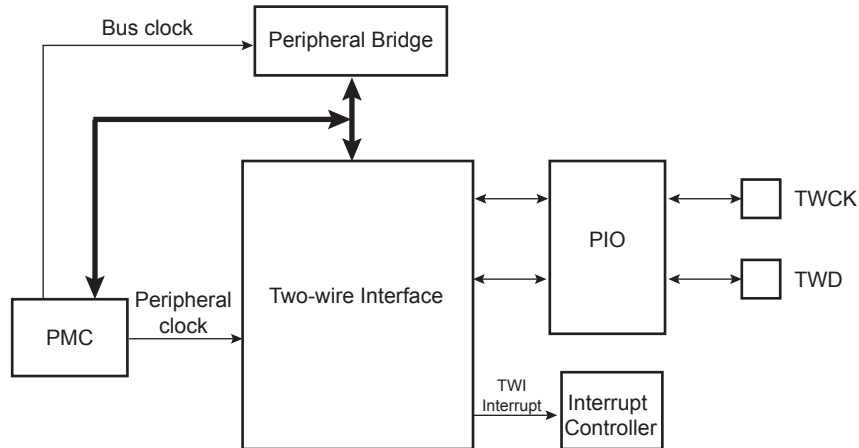 Bus clock
Peripheral Bridge
TWCK
PIO
TWD
Two-wire Interface
Peripheral
clock
PMC
TWI
Interrupt
Interrupt
Controller